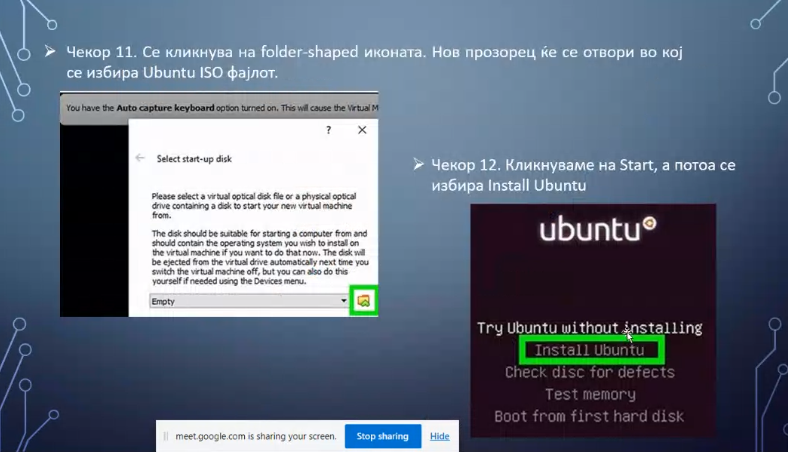 Чекор 11. Се кликнува на folder-shaped иконата. Нов прозорец ќе се отвори во кој
се избира Ubuntu ISO фајлот.
You have the Auto capture keyboard option turned on. This will cause the Virtual M
? ×
← Select start-up disk
Please select a virtual optical disk file or a physical optical
drive containing a disk to start your new virtual machine
from.
The disk should be suitable for starting a computer from and
should contain the operating system you wish to install on
the virtual machine if you want to do that now. The disk will
be ejected from the virtual drive automatically next time you
switch the virtual machine off, but you can also do this
yourself if needed using the Devices menu.
Empty
Чекор 12. Кликнуваме на Start, а потоа се
избира Install Ubuntu
ubuntu
Try Ubuntu without installing
Install Ubuntu
Check disc for defects
Test memory
Boot from first hard disk
meet.google.com is sharing your screen.
Stop sharing
Hide